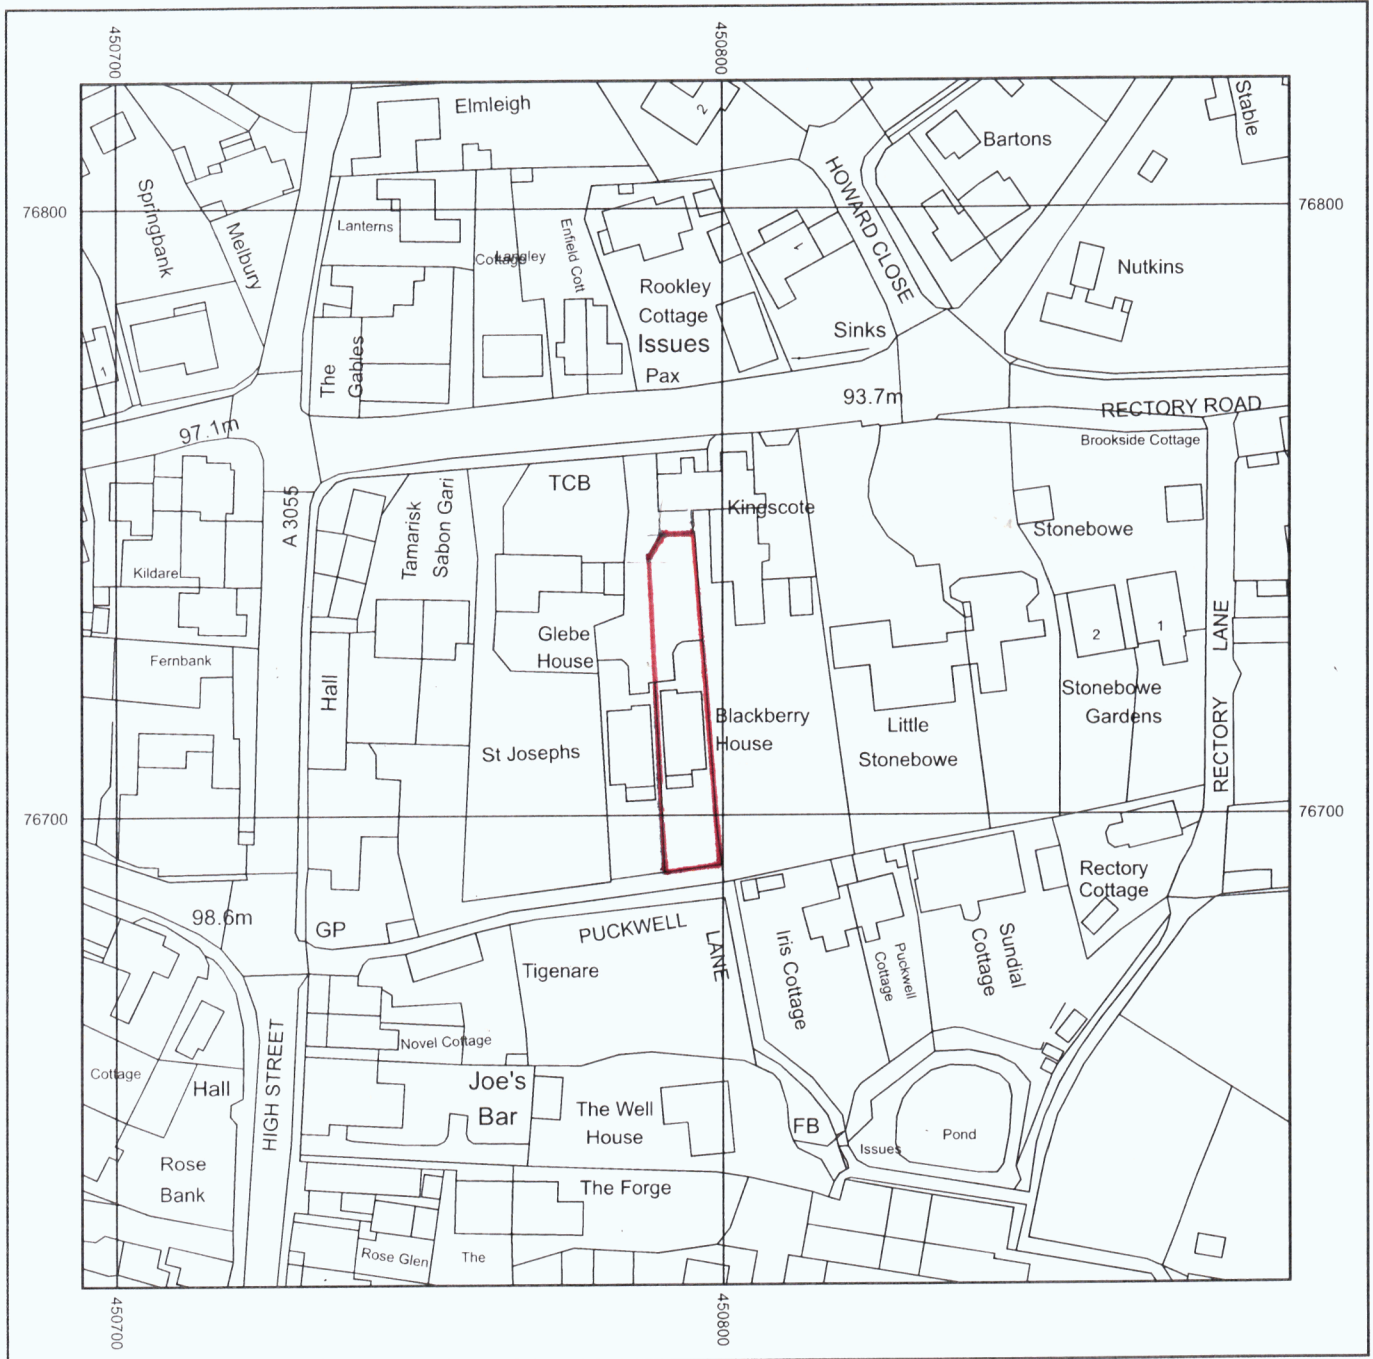 450700
450800
Elmleigh
2
Stable
Bartons
HOWARD CLOSE
76800
76800
Springbank
Melbury
Lanterns
Cottage
Langley
Enfield Cott
1
Nutkins
Rookley
Cottage
Issues
Pax
Sinks
The
Gables
1
93.7m
RECTORY ROAD
97.1m
Brookside Cottage
A 3055
TCB
Tamarisk
Sabon Gari
Kingscote
Stonebowe
Kildare
Glebe
House
2
1
RECTORY LANE
Fernbank
Hall
Stonebowe
Gardens
Blackberry
House
Little
Stonebowe
St Josephs
RECTORY
76700
76700
Rectory
Cottage
98.6m
GP
PUCKWELL
LANE
Iris Cottage
Puckwell
Cottage
Sundial
Cottage
Tigenare
HIGH STREET
Novel Cottage
Cottage
Hall
Joe's
Bar
The Well
House
FB
Issues
Pond
Rose
Bank
The Forge
Rose Glen
The
450700
450800